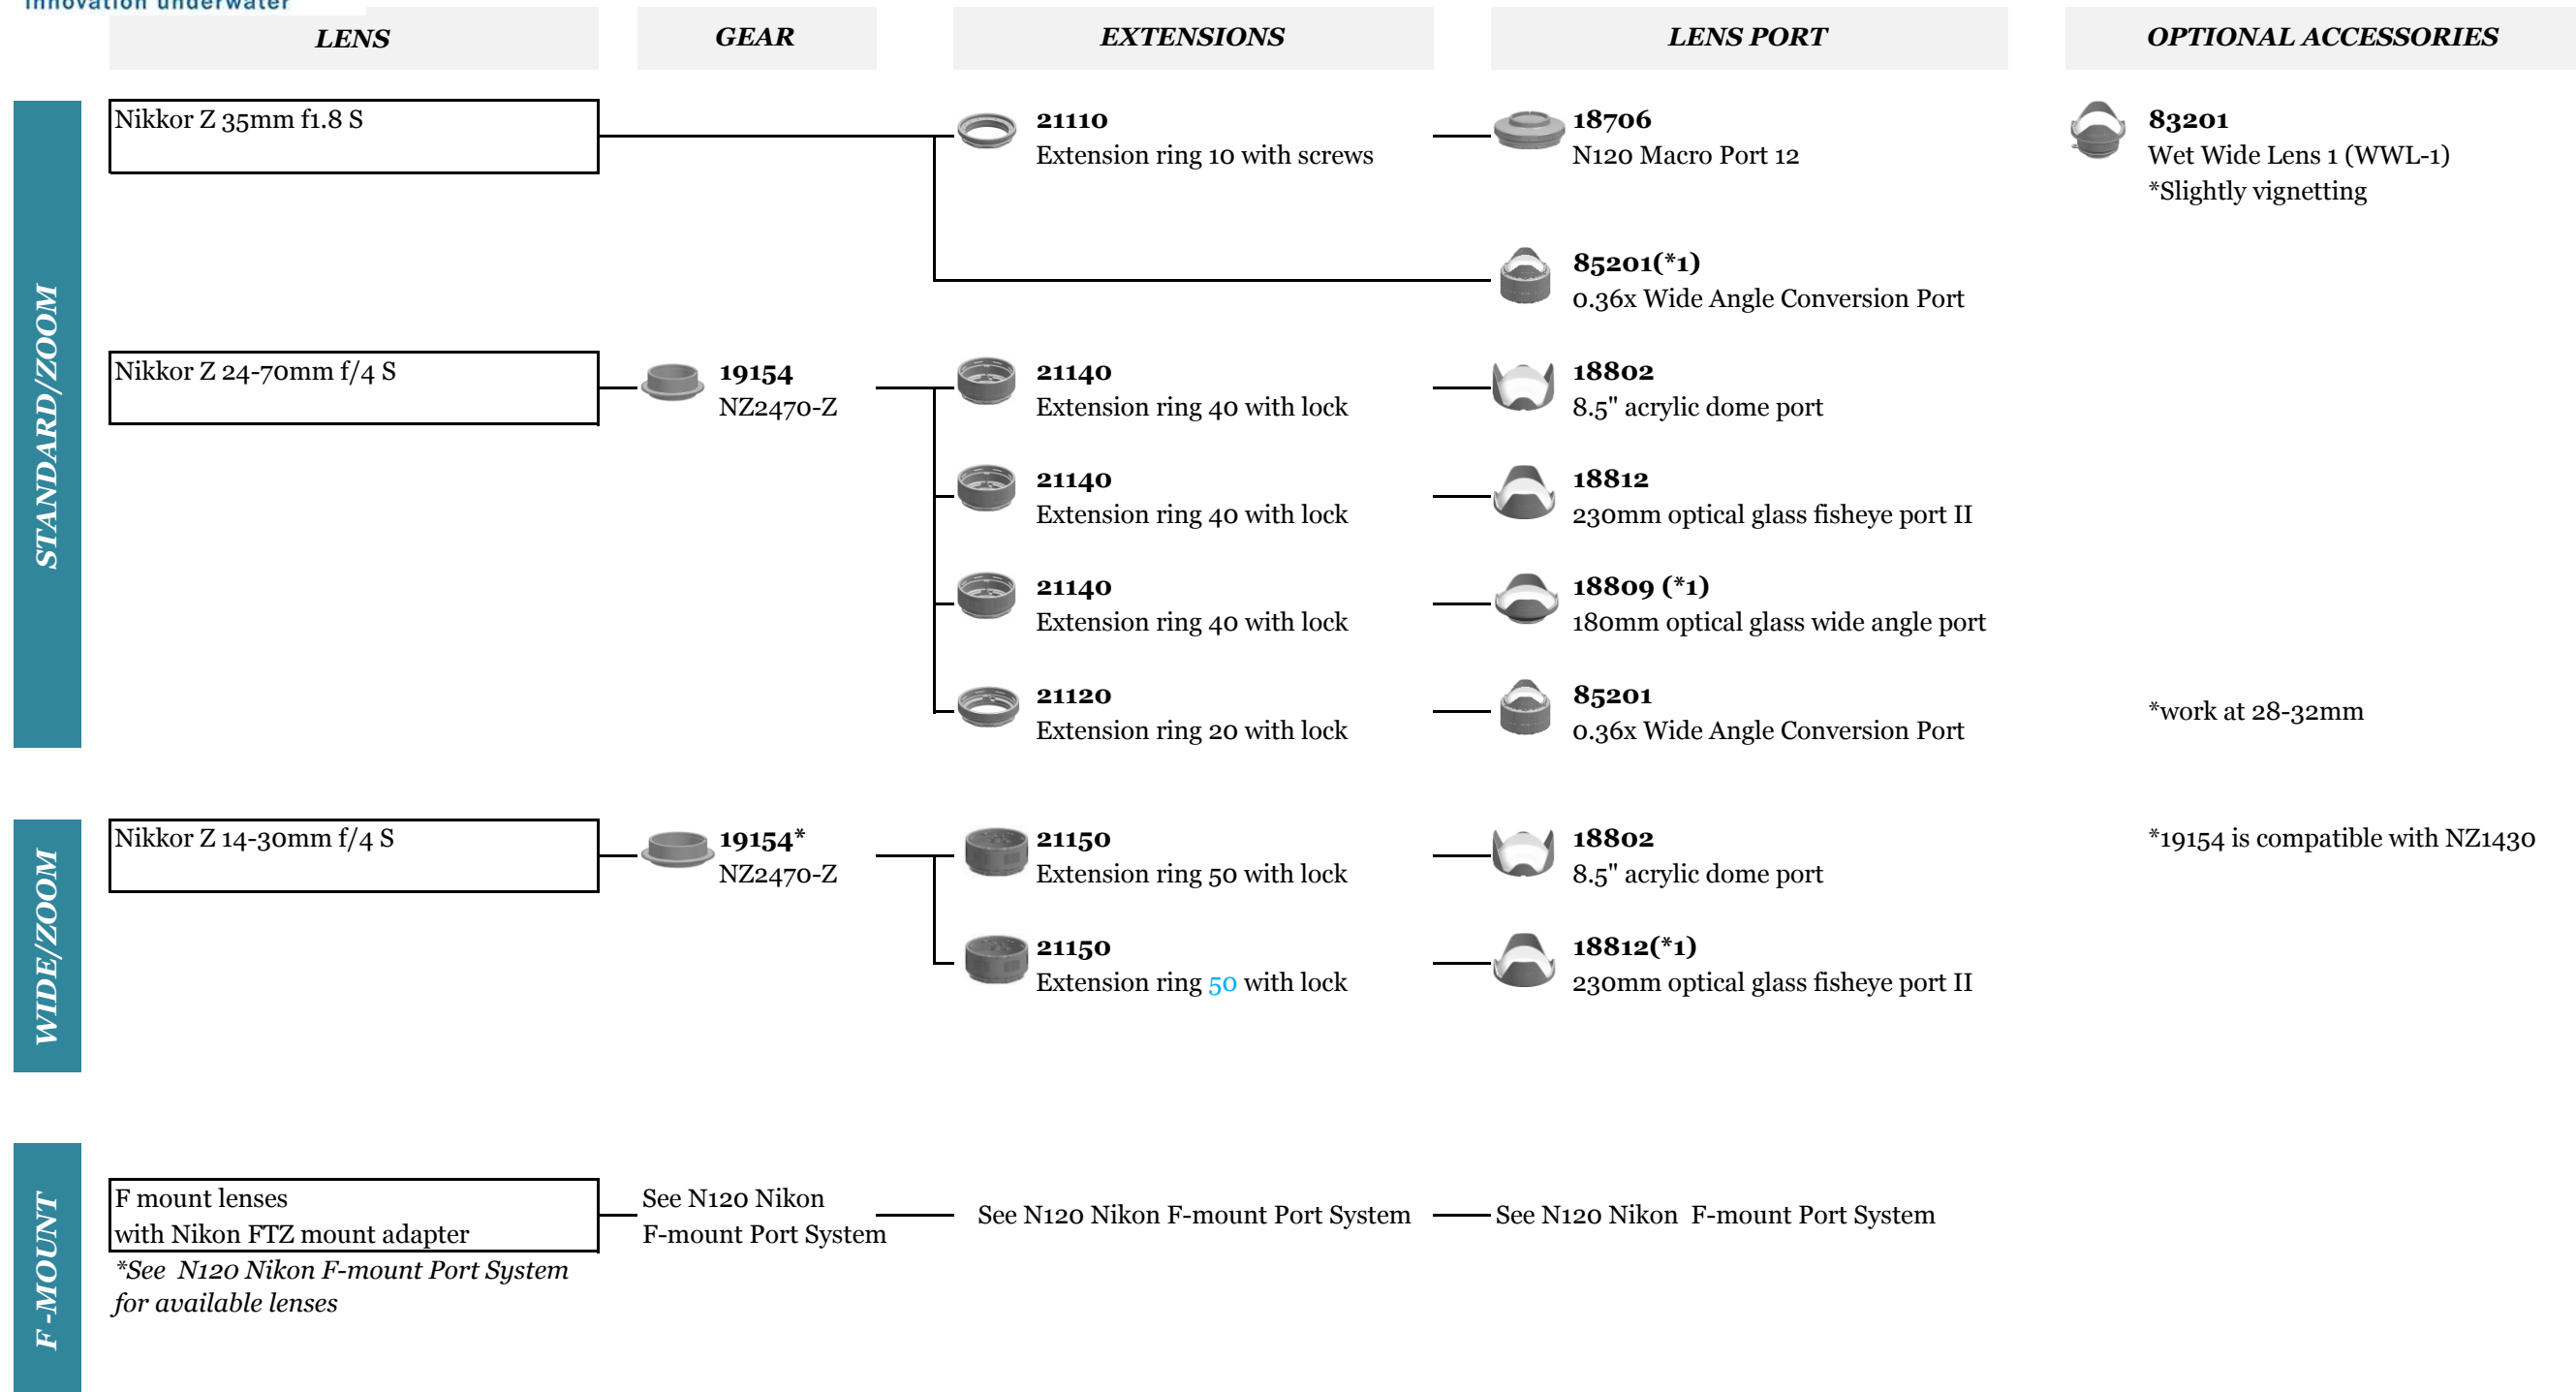 innovation underwater
LENS
GEAR
EXTENSIONS
LENS PORT
OPTIONAL ACCESSORIES
STANDARD/ZOOM
Nikkor Z 35mm f1.8 S
21110
Extension ring 10 with screws
18706
N120 Macro Port 12
83201
Wet Wide Lens 1 (WWL-1)
*Slightly vignetting
85201(*1)
0.36x Wide Angle Conversion Port
Nikkor Z 24-70mm f/4 S
19154
NZ2470-Z
21140
Extension ring 40 with lock
18802
8.5" acrylic dome port
21140
Extension ring 40 with lock
18812
230mm optical glass fisheye port II
21140
Extension ring 40 with lock
18809 (*1)
180mm optical glass wide angle port
21120
Extension ring 20 with lock
85201
0.36x Wide Angle Conversion Port
*work at 28-32mm
WIDE/ZOOM
Nikkor Z 14-30mm f/4 S
19154*
NZ2470-Z
21150
Extension ring 50 with lock
18802
8.5" acrylic dome port
*19154 is compatible with NZ1430
21150
Extension ring 50 with lock
18812(*1)
230mm optical glass fisheye port II
F -MOUNT
F mount lenses
with Nikon FTZ mount adapter
*See  N120 Nikon F-mount Port System
for available lenses
See N120 Nikon
F-mount Port System
See N120 Nikon F-mount Port System
See N120 Nikon  F-mount Port System